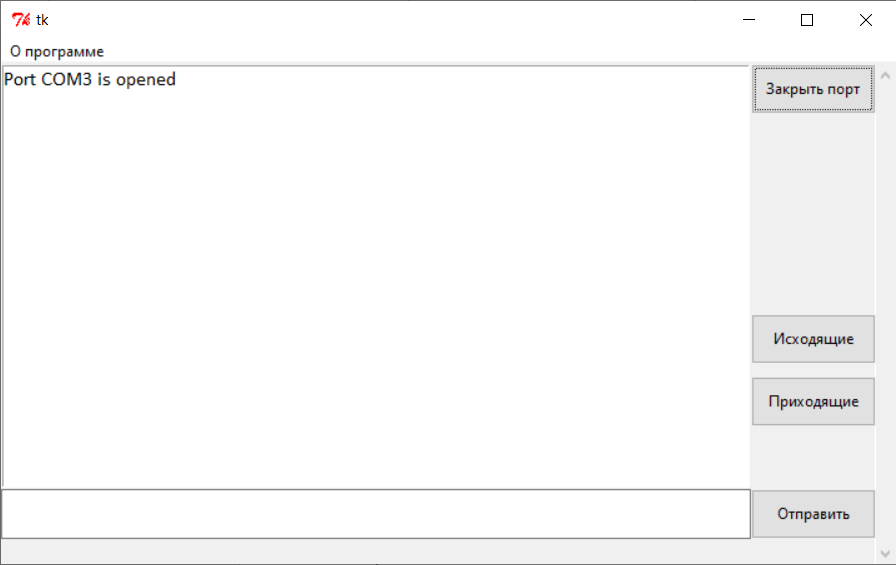 tk
О программе
Port COM3 is opened
Закрыть порт
Исходящие
Приходящие
Отправить